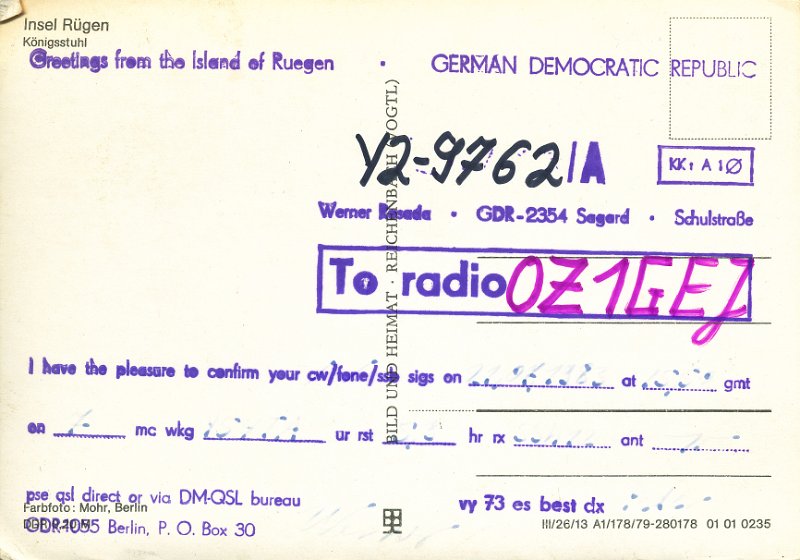 Insel Rügen
Königsstuhl
Greetings from the Island of Ruegen · GERMAN DEMOCRATIC REPUBLIC
Y2-9762/A
KK: A 1Ø
Werner Rosada · GDR-2354 Sagard · Schulstraße
To radio OZ1GEJ
I have the pleasure to confirm your cw/fone/ssb sigs on at gmt
on mc wkg ur rst hr rx ant
pse qsl direct or via DM-QSL bureau
vy 73 es best dx
Farbfoto: Mohr, Berlin
GDR-1055 Berlin, P. O. Box 30
III/26/13 A1/178/79-280178 01 01 0235
BILD UND HEIMAT · REICHENBACH (VOGTL)